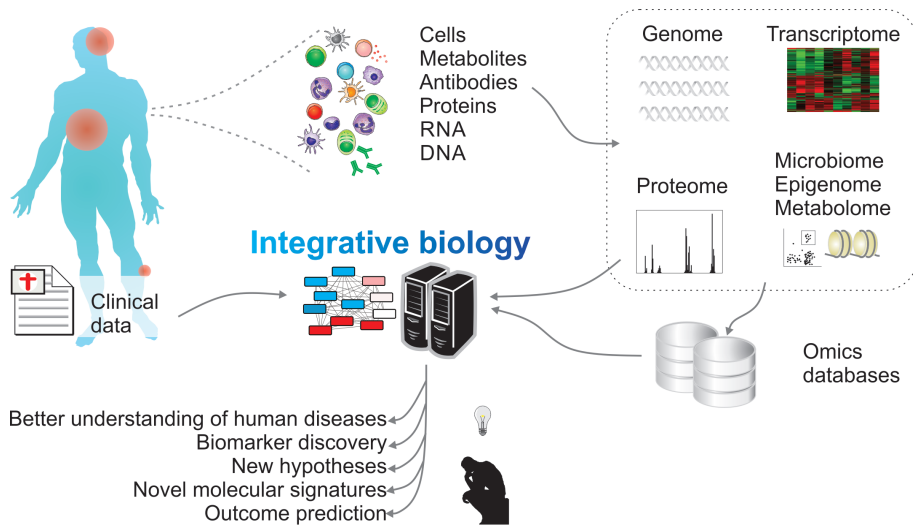 Cells
Metabolites
Antibodies
Proteins
RNA
DNA
Genome
Transcriptome
Proteome
Microbiome
Epigenome
Metabolome
Integrative biology
Clinical
data
Omics
databases
Better understanding of human diseases
Biomarker discovery
New hypotheses
Novel molecular signatures
Outcome prediction